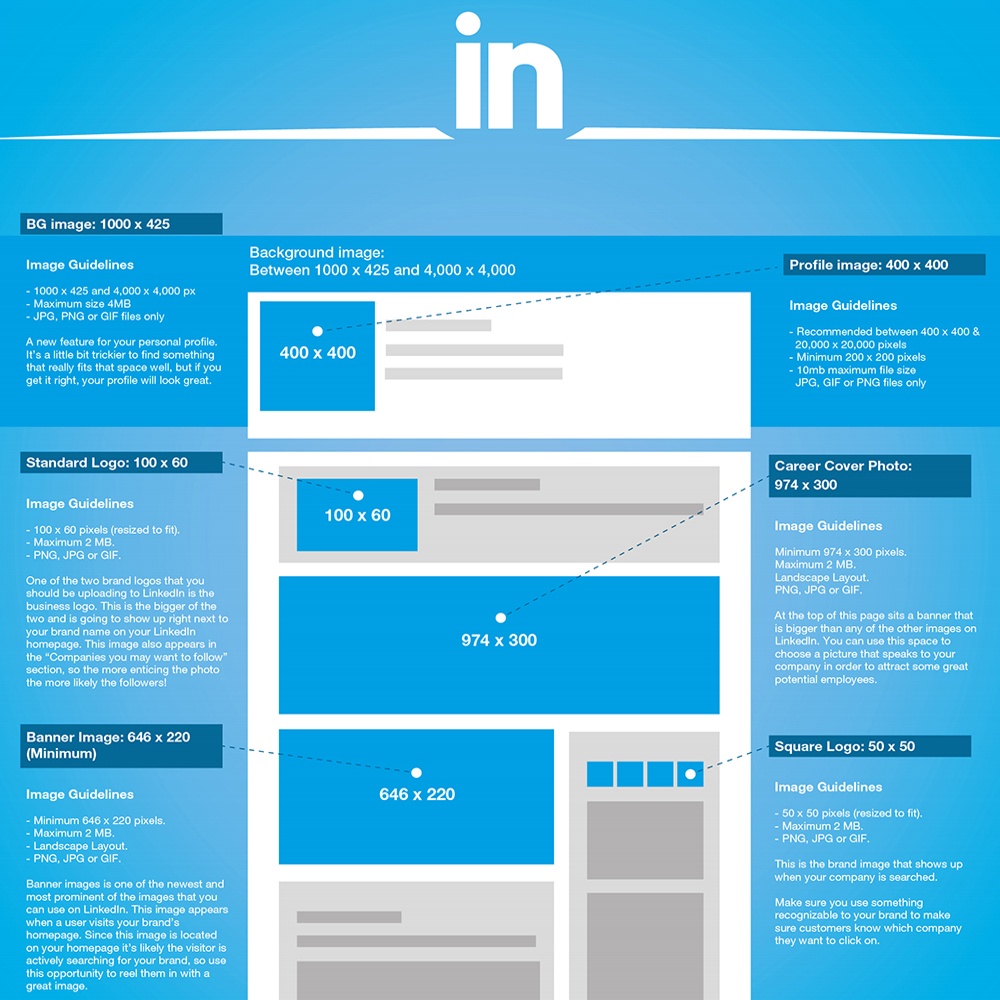 in
BG image: 1000 x 425
Image Guidelines
- 1000 x 425 and 4,000 x 4,000 px
- Maximum size 4MB
- JPG, PNG or GIF files only
A new feature for your personal profile.
It's a little bit trickier to find something
that really fits that space well, but if you
get it right, your profile will look great.
Background image:
Between 1000 x 425 and 4,000 x 4,000
400 x 400
Profile image: 400 x 400
Image Guidelines
- Recommended between 400 x 400 &
20,000 x 20,000 pixels
- Minimum 200 x 200 pixels
- 10mb maximum file size
JPG, GIF or PNG files only
Standard Logo: 100 x 60
Image Guidelines
- 100 x 60 pixels (resized to fit).
- Maximum 2 MB.
- PNG, JPG or GIF.
One of the two brand logos that you
should be uploading to LinkedIn is the
business logo. This is the bigger of the
two and is going to show up right next to
your brand name on your LinkedIn
homepage. This image also appears in
the “Companies you may want to follow”
section, so the more enticing the photo
the more likely the followers!
100 x 60
974 x 300
Career Cover Photo:
974 x 300
Image Guidelines
Minimum 974 x 300 pixels.
Maximum 2 MB.
Landscape Layout.
PNG, JPG or GIF.
At the top of this page sits a banner that
is bigger than any of the other images on
LinkedIn. You can use this space to
choose a picture that speaks to your
company in order to attract some great
potential employees.
Banner Image: 646 x 220
(Minimum)
Image Guidelines
- Minimum 646 x 220 pixels.
- Maximum 2 MB.
- Landscape Layout.
- PNG, JPG or GIF.
Banner images is one of the newest and
most prominent of the images that you
can use on LinkedIn. This image appears
when a user visits your brand's
homepage. Since this image is located
on your homepage it's likely the visitor is
actively searching for your brand, so use
this opportunity to reel them in with a
great image.
646 x 220
Square Logo: 50 x 50
Image Guidelines
- 50 x 50 pixels (resized to fit).
- Maximum 2 MB.
- PNG, JPG or GIF.
This is the brand image that shows up
when your company is searched.
Make sure you use something
recognizable to your brand to make
sure customers know which company
they want to click on.